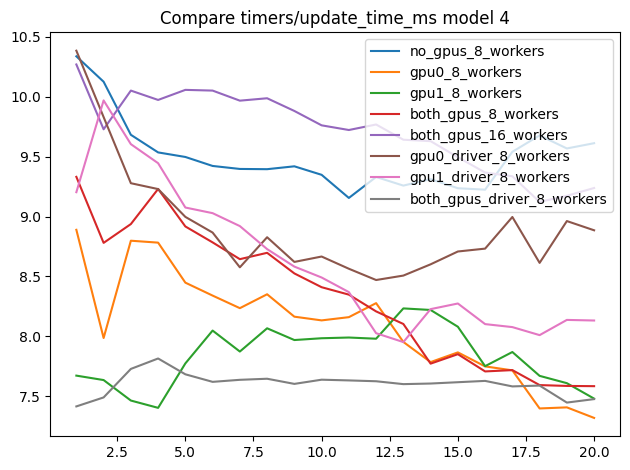 Compare timers/update_time_ms model 4
10.5
10.0
9.5
9.0
8.5
8.0
7.5
no_gpus_8_workers
gpu0_8_workers
gpu1_8_workers
both_gpus_8_workers
both_gpus_16_workers
gpu0_driver_8_workers
gpu1_driver_8_workers
both_gpus_driver_8_workers
2.5 5.0 7.5 10.0 12.5 15.0 17.5 20.0